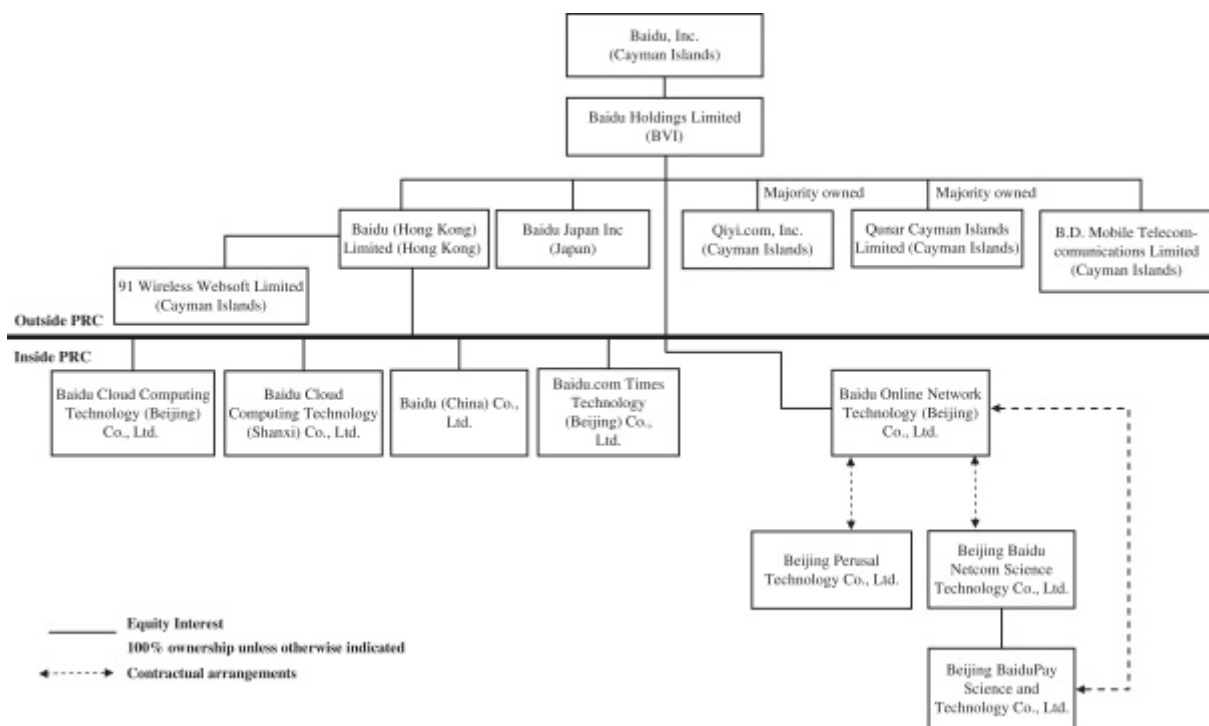 Baidu, Inc.
(Cayman Islands)
Baidu Holdings Limited
(BVI)
Majority owned
Majority owned
Baidu (Hong Kong)
Limited (Hong Kong)
Baidu Japan Inc
(Japan)
Qiyi.com, Inc.
(Cayman Islands)
Qunar Cayman Islands
Limited (Cayman Islands)
B.D. Mobile Telecom-
comunications Limited
(Cayman Islands)
91 Wireless Websoft Limited
(Cayman Islands)
Outside PRC
Inside PRC
Baidu Cloud Computing
Technology (Beijing)
Co., Ltd.
Baidu Cloud
Computing Technology
(Shanxi) Co., Ltd.
Baidu (China) Co.,
Ltd.
Baidu.com Times
Technology
(Beijing) Co.,
Ltd.
Baidu Online Network
Technology (Beijing)
Co., Ltd.
Beijing Perusal
Technology Co., Ltd.
Beijing Baidu
Netcom Science
Technology Co., Ltd.
Beijing BaiduPay
Science and
Technology Co., Ltd.
Equity Interest
100% ownership unless otherwise indicated
Contractual arrangements